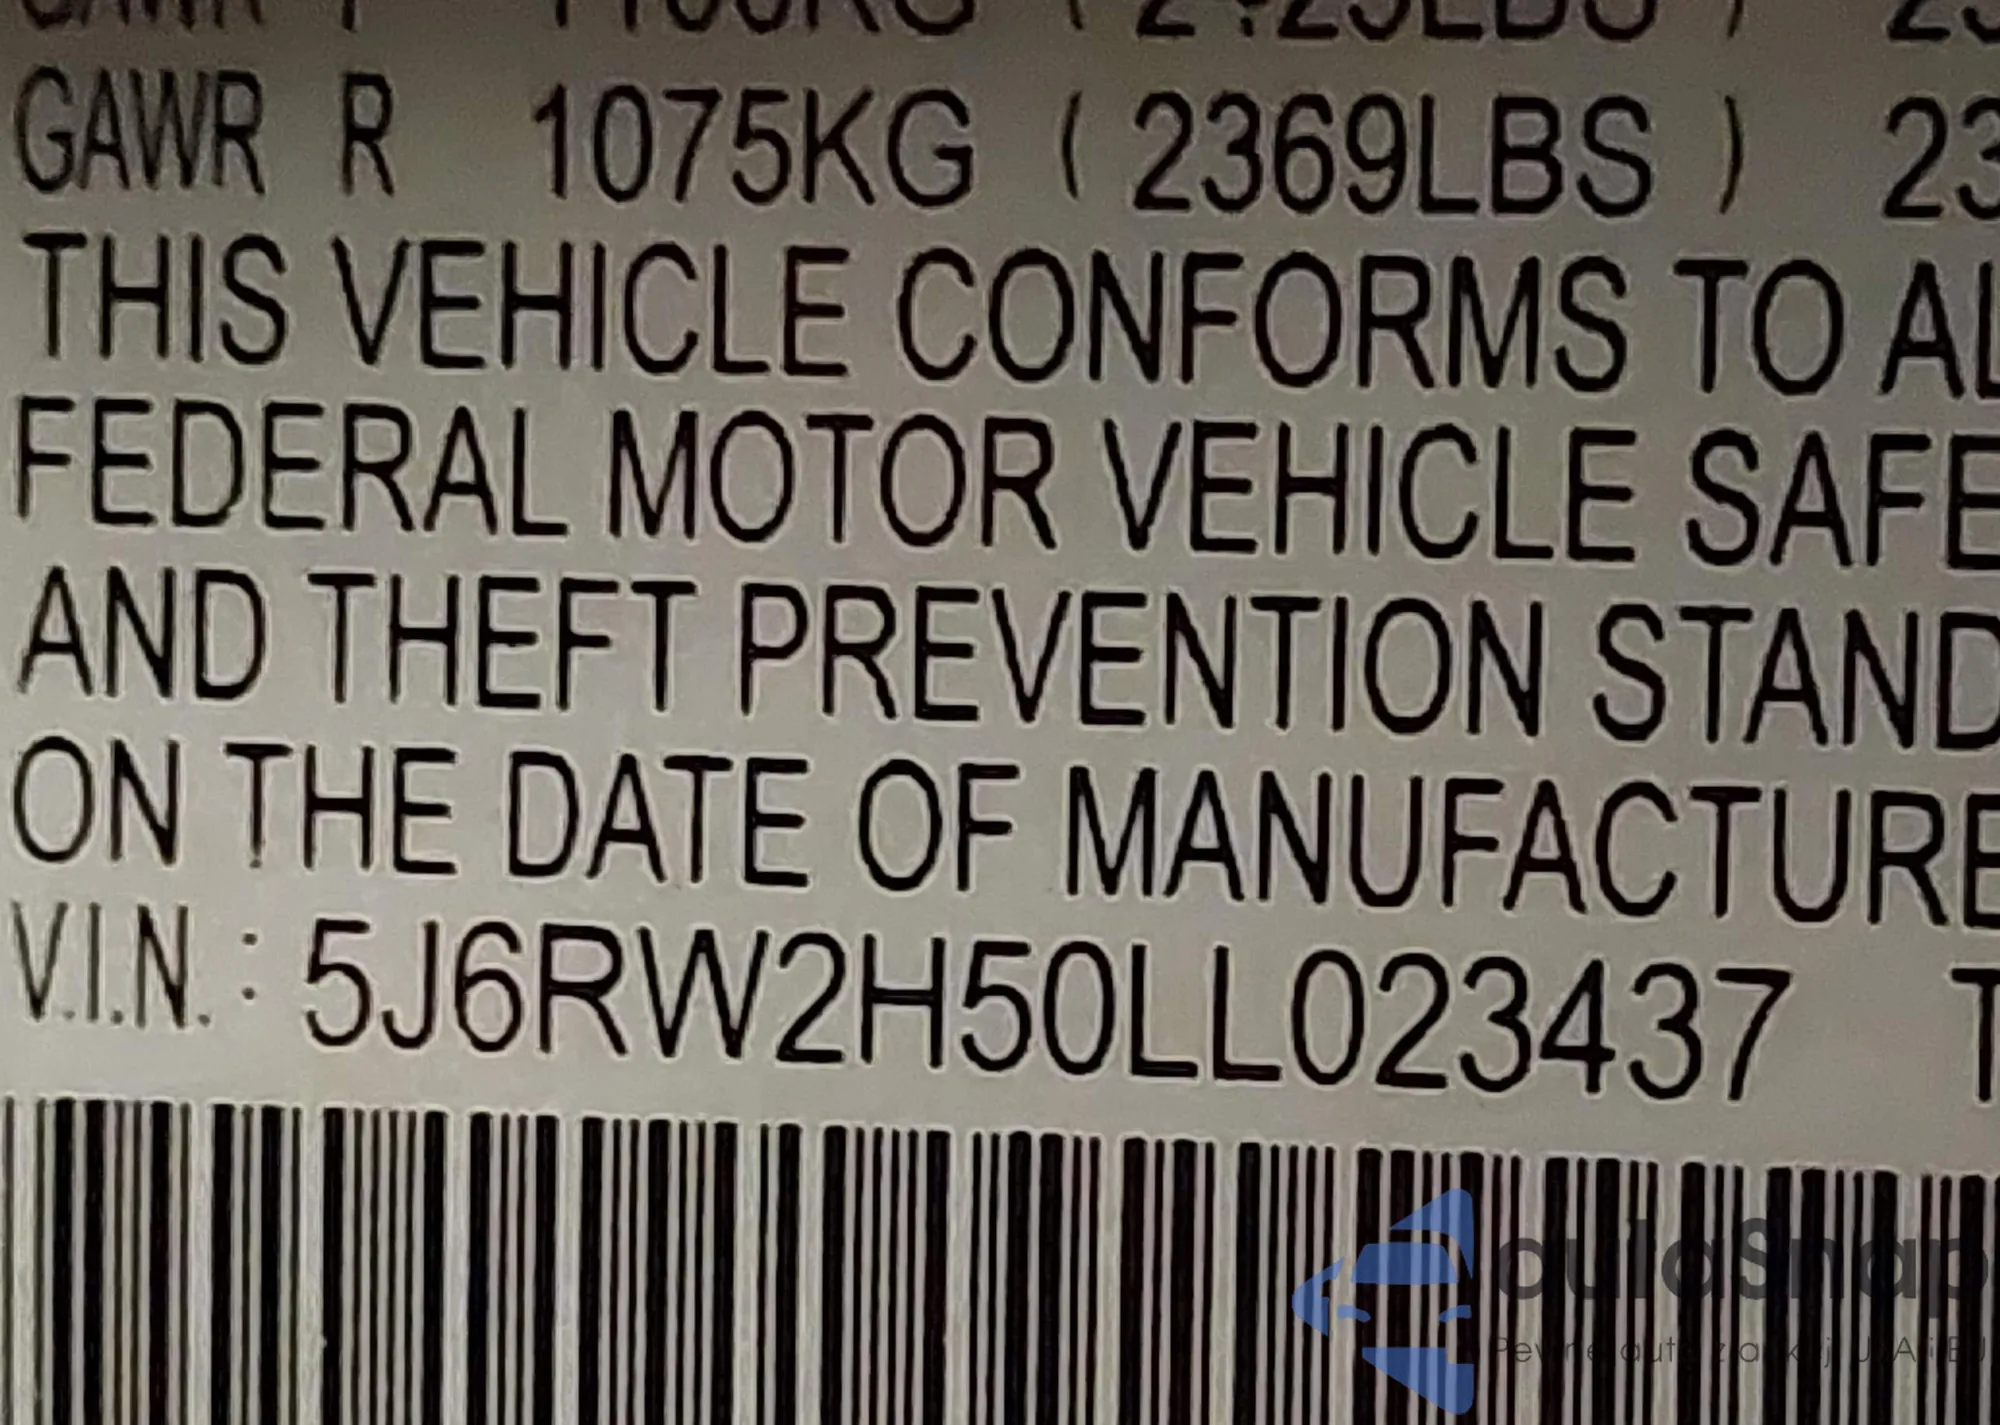 GAWR R 1075KG ( 2369LBS ) 23
THIS VEHICLE CONFORMS TO AL
FEDERAL MOTOR VEHICLE SAFE
AND THEFT PREVENTION STAND
ON THE DATE OF MANUFACTURE
V.I.N. : 5J6RW2H50LL023437 T